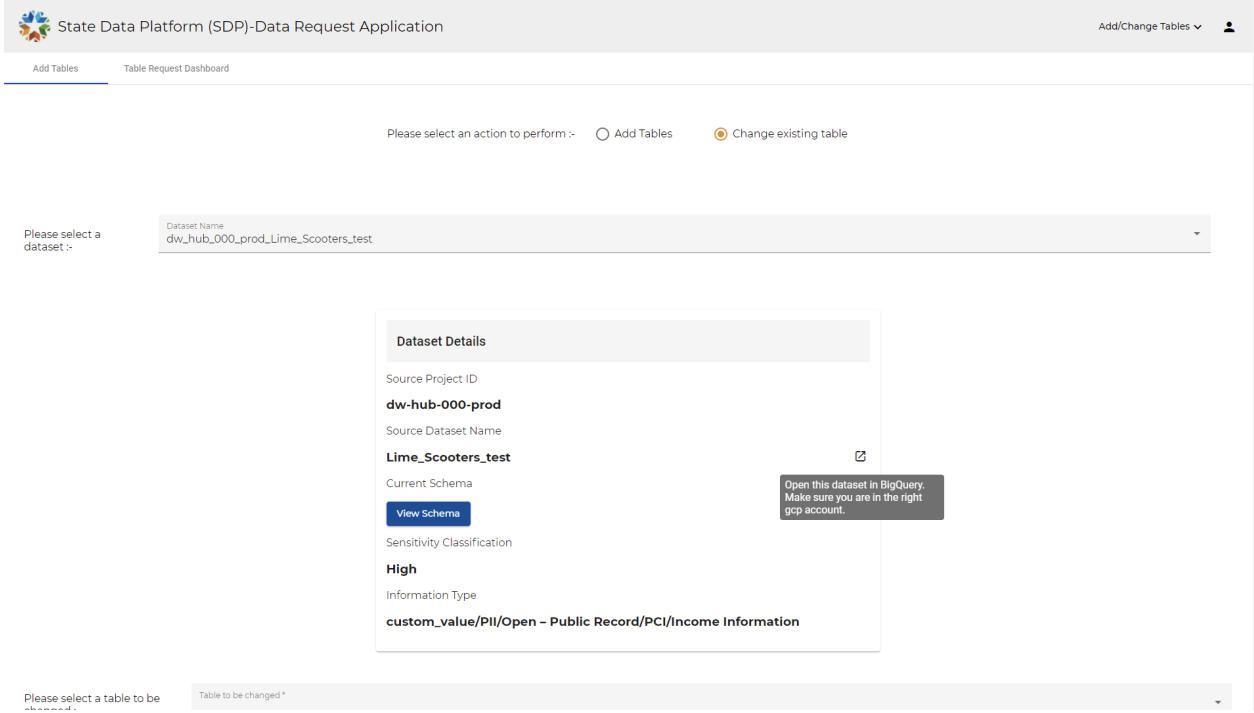 State Data Platform (SDP)-Data Request Application
Add/Change Tables
Add Tables
Table Request Dashboard
Please select an action to perform :-
Add Tables
Change existing table
Please select a
dataset :-
Dataset Name
dw_hub_000_prod_Lime_Scooters_test
Dataset Details
Source Project ID
dw-hub-000-prod
Source Dataset Name
Lime_Scooters_test
Current Schema
Open this dataset in BigQuery.
Make sure you are in the right
gcp account.
View Schema
Sensitivity Classification
High
Information Type
custom_value/PII/Open – Public Record/PCI/Income Information
Please select a table to be
changed :-
Table to be changed *